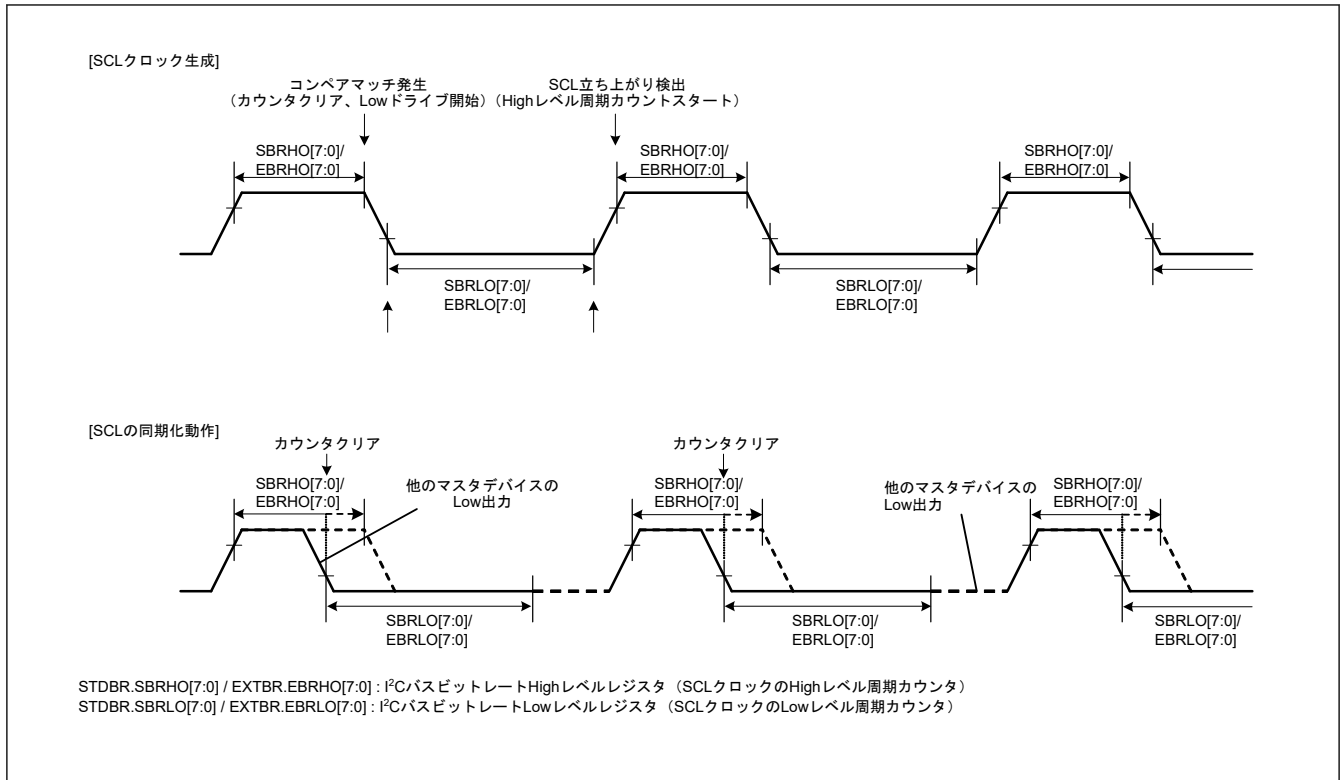 [SCLクロック生成]
コンペアマッチ発生
(カウンタクリア、Lowドライブ開始)
SCL立ち上がり検出
(Highレベル周期カウントスタート)
SBRHO[7:0]/
EBRHO[7:0]
SBRHO[7:0]/
EBRHO[7:0]
SBRHO[7:0]/
EBRHO[7:0]
SBRLO[7:0]/
EBRLO[7:0]
SBRLO[7:0]/
EBRLO[7:0]
[SCLの同期化動作]
カウンタクリア
カウンタクリア
SBRHO[7:0]/
EBRHO[7:0]
他のマスタデバイスの
Low出力
SBRHO[7:0]/
EBRHO[7:0]
他のマスタデバイスの
Low出力
SBRHO[7:0]/
EBRHO[7:0]
SBRLO[7:0]/
EBRLO[7:0]
SBRLO[7:0]/
EBRLO[7:0]
SBRLO[7:0]/
EBRLO[7:0]
STDBR.SBRHO[7:0] / EXTBR.EBRHO[7:0] : I²CバスビットレートHighレベルレジスタ（SCLクロックのHighレベル周期カウンタ）
STDBR.SBRLO[7:0] / EXTBR.EBRLO[7:0] : I²CバスビットレートLowレベルレジスタ（SCLクロックのLowレベル周期カウンタ）